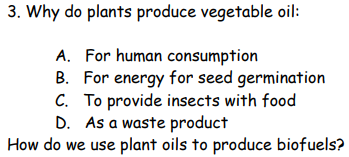 3. Why do plants produce vegetable oil:
A. For human consumption
B. For energy for seed germination
C. To provide insects with food
D. As a waste product
How do we use plant oils to produce biofuels?